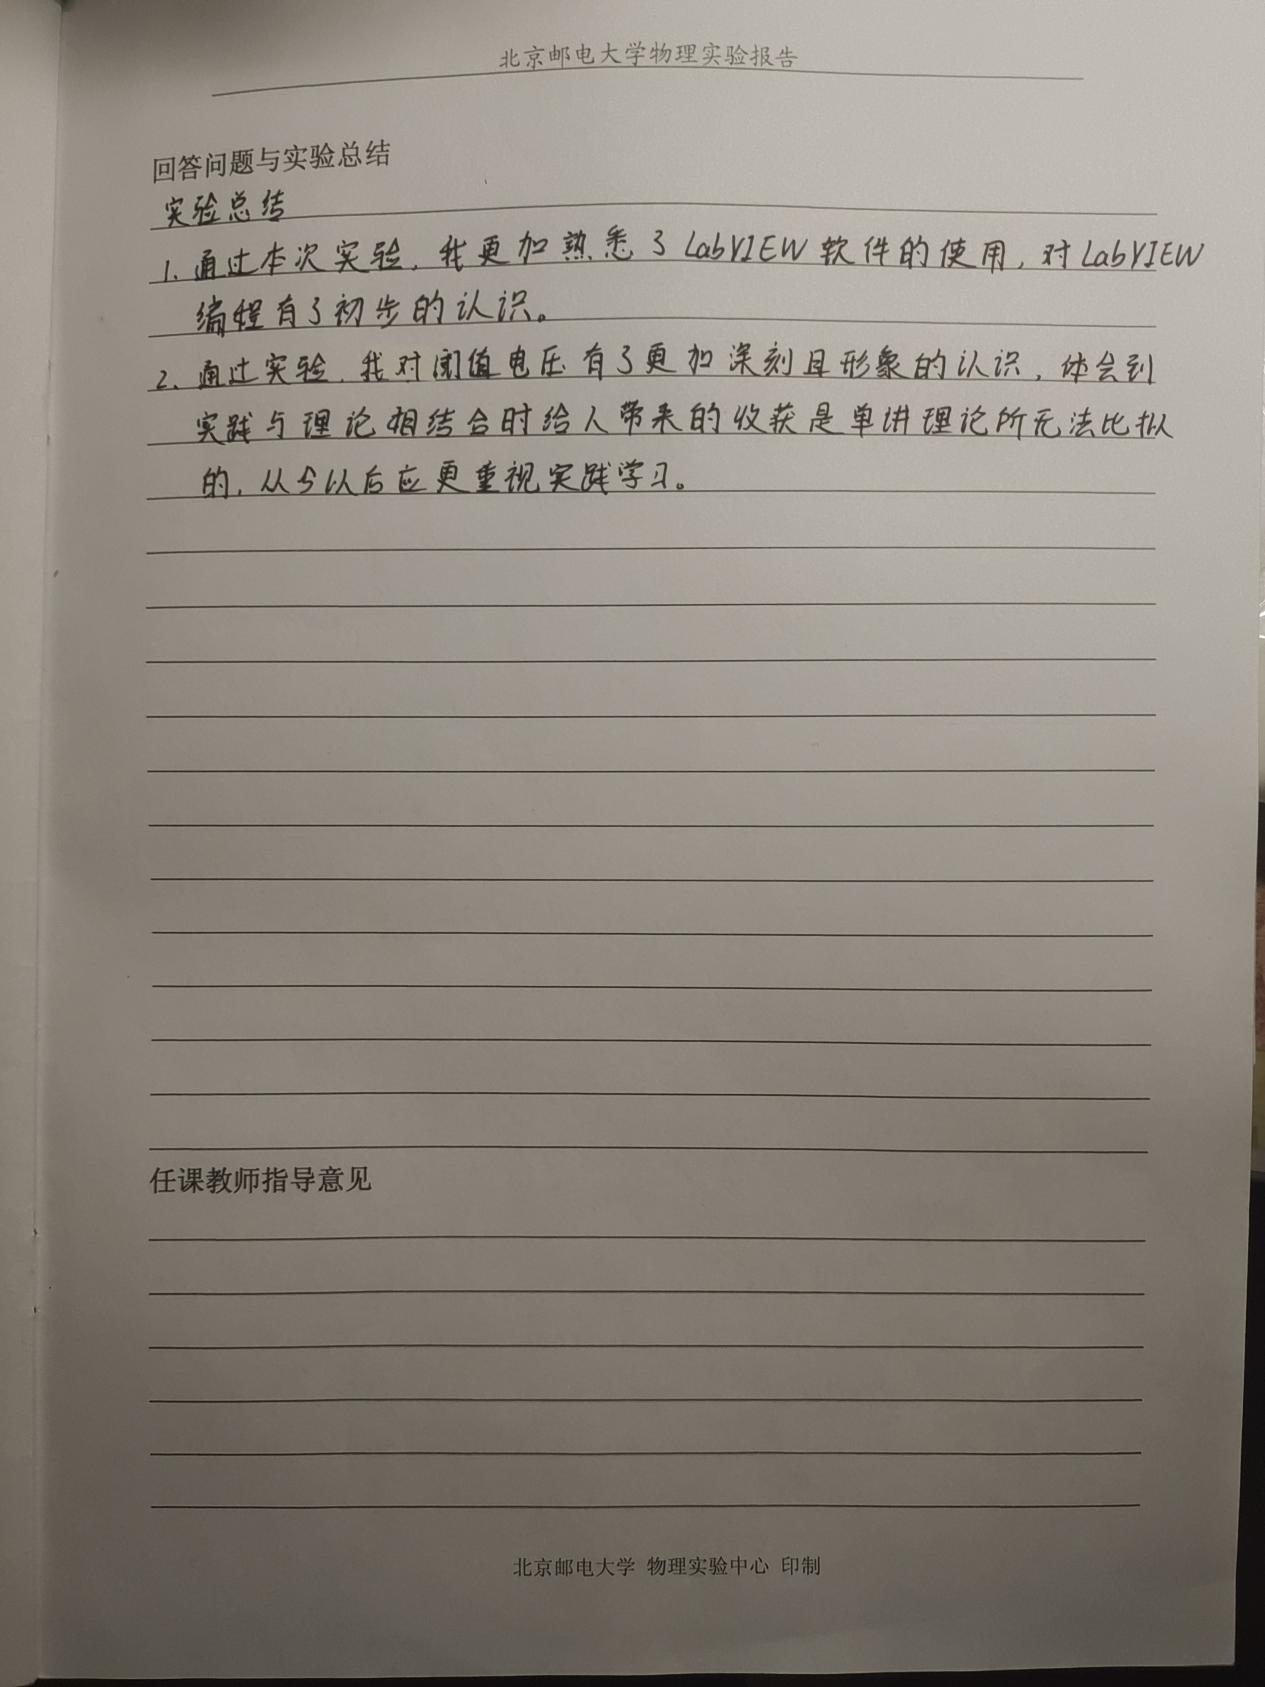 北京邮电大学物理实验报告
回答问题与实验总结
实验总结
1. 通过本次实验，我更加熟悉了LabVIEW软件的使用，对LabVIEW
编程有了初步的认识。
2. 通过实验，我对阈值电压有了更加深刻且形象的认识，体会到
实践与理论相结合时给人带来的收获是单讲理论所无法比拟
的，从今以后应更重视实践学习。
任课教师指导意见
北京邮电大学 物理实验中心 印制